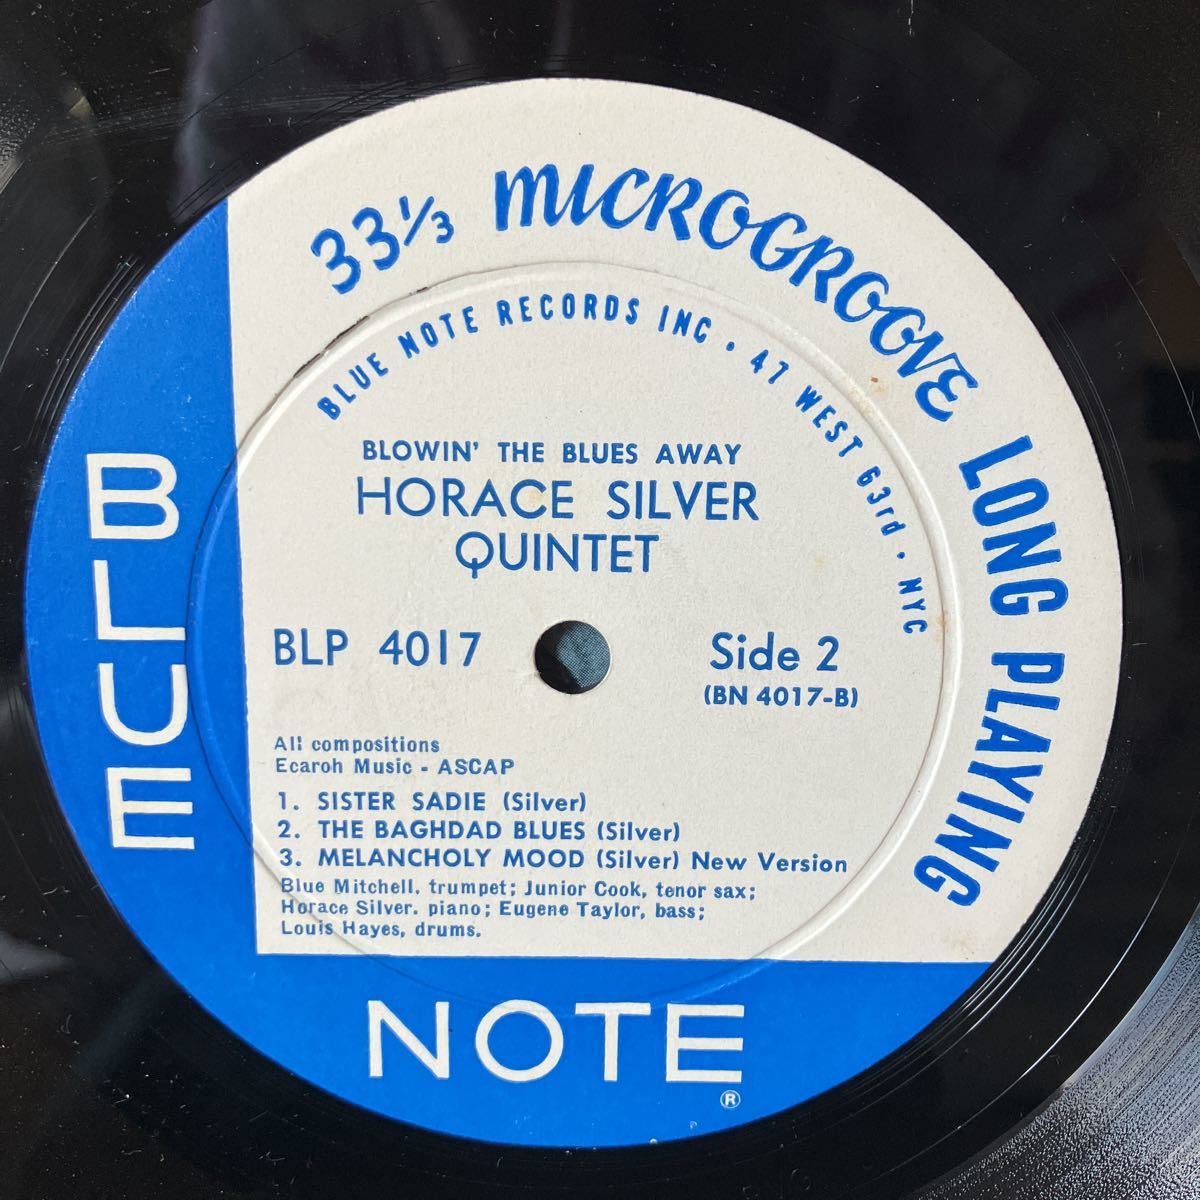 33⅓ MICROGROOVE LONG PLAYING
BLUE NOTE RECORDS INC · 47 WEST 63rd · NYC
BLOWIN' THE BLUES AWAY
HORACE SILVER
QUINTET
BLP 4017
Side 2
(BN 4017-B)
All compositions
Ecaroh Music - ASCAP
1. SISTER SADIE (Silver)
2. THE BAGHDAD BLUES (Silver)
3. MELANCHOLY MOOD (Silver) New Version
Blue Mitchell, trumpet; Junior Cook, tenor sax;
Horace Silver. piano; Eugene Taylor, bass;
Louis Hayes, drums.
BLUE
NOTE
®